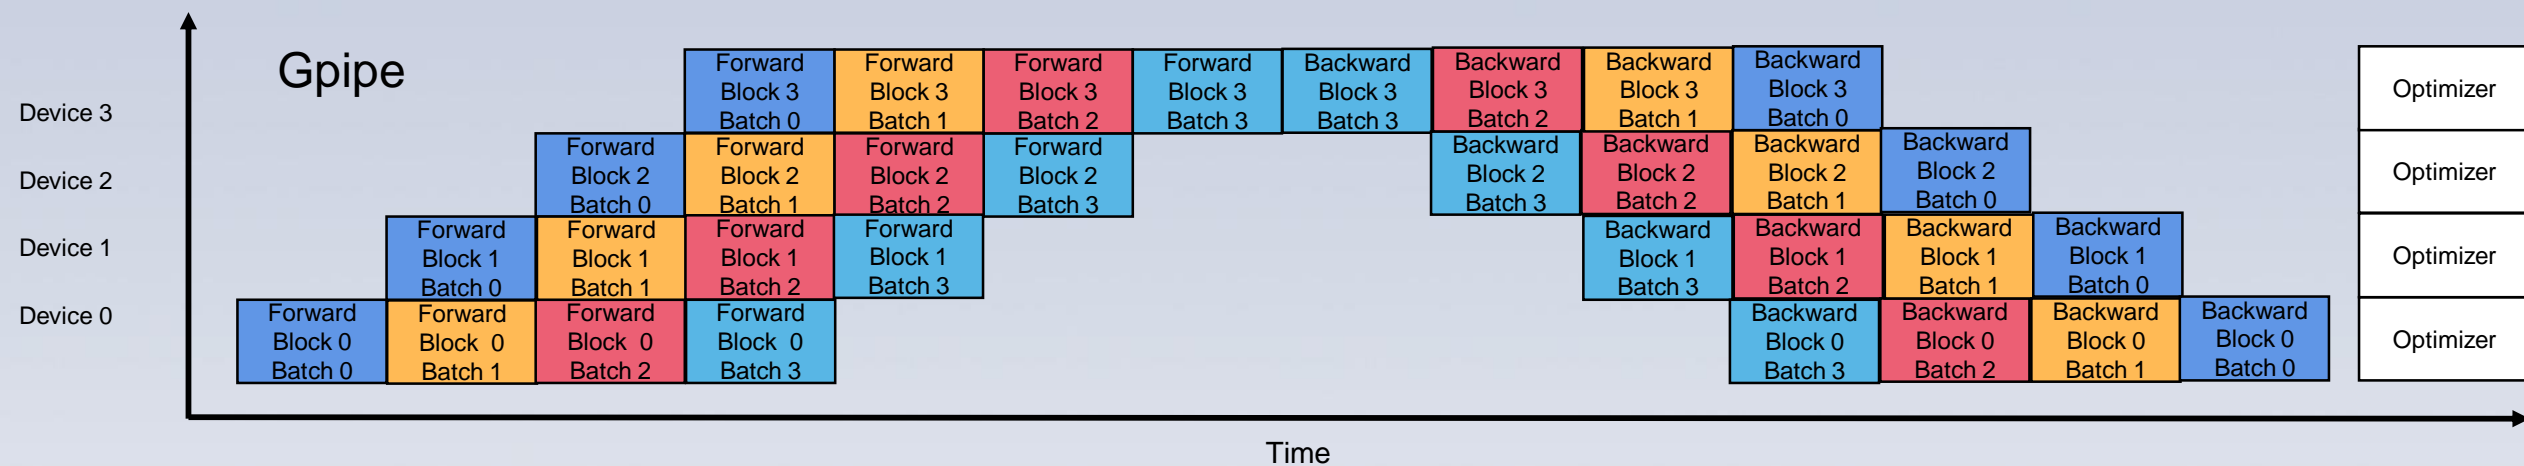 Gpipe
Device 3
Forward
Block 3
Batch 0
Forward
Block 3
Batch 1
Forward
Block 3
Batch 2
Forward
Block 3
Batch 3
Backward
Block 3
Batch 3
Backward
Block 3
Batch 2
Backward
Block 3
Batch 1
Backward
Block 3
Batch 0
Optimizer
Device 2
Forward
Block 2
Batch 0
Forward
Block 2
Batch 1
Forward
Block 2
Batch 2
Forward
Block 2
Batch 3
Backward
Block 2
Batch 3
Backward
Block 2
Batch 2
Backward
Block 2
Batch 1
Backward
Block 2
Batch 0
Optimizer
Device 1
Forward
Block 1
Batch 0
Forward
Block 1
Batch 1
Forward
Block 1
Batch 2
Forward
Block 1
Batch 3
Backward
Block 1
Batch 3
Backward
Block 1
Batch 2
Backward
Block 1
Batch 1
Backward
Block 1
Batch 0
Optimizer
Device 0
Forward
Block 0
Batch 0
Forward
Block 0
Batch 1
Forward
Block 0
Batch 2
Forward
Block 0
Batch 3
Backward
Block 0
Batch 3
Backward
Block 0
Batch 2
Backward
Block 0
Batch 1
Backward
Block 0
Batch 0
Optimizer
Time